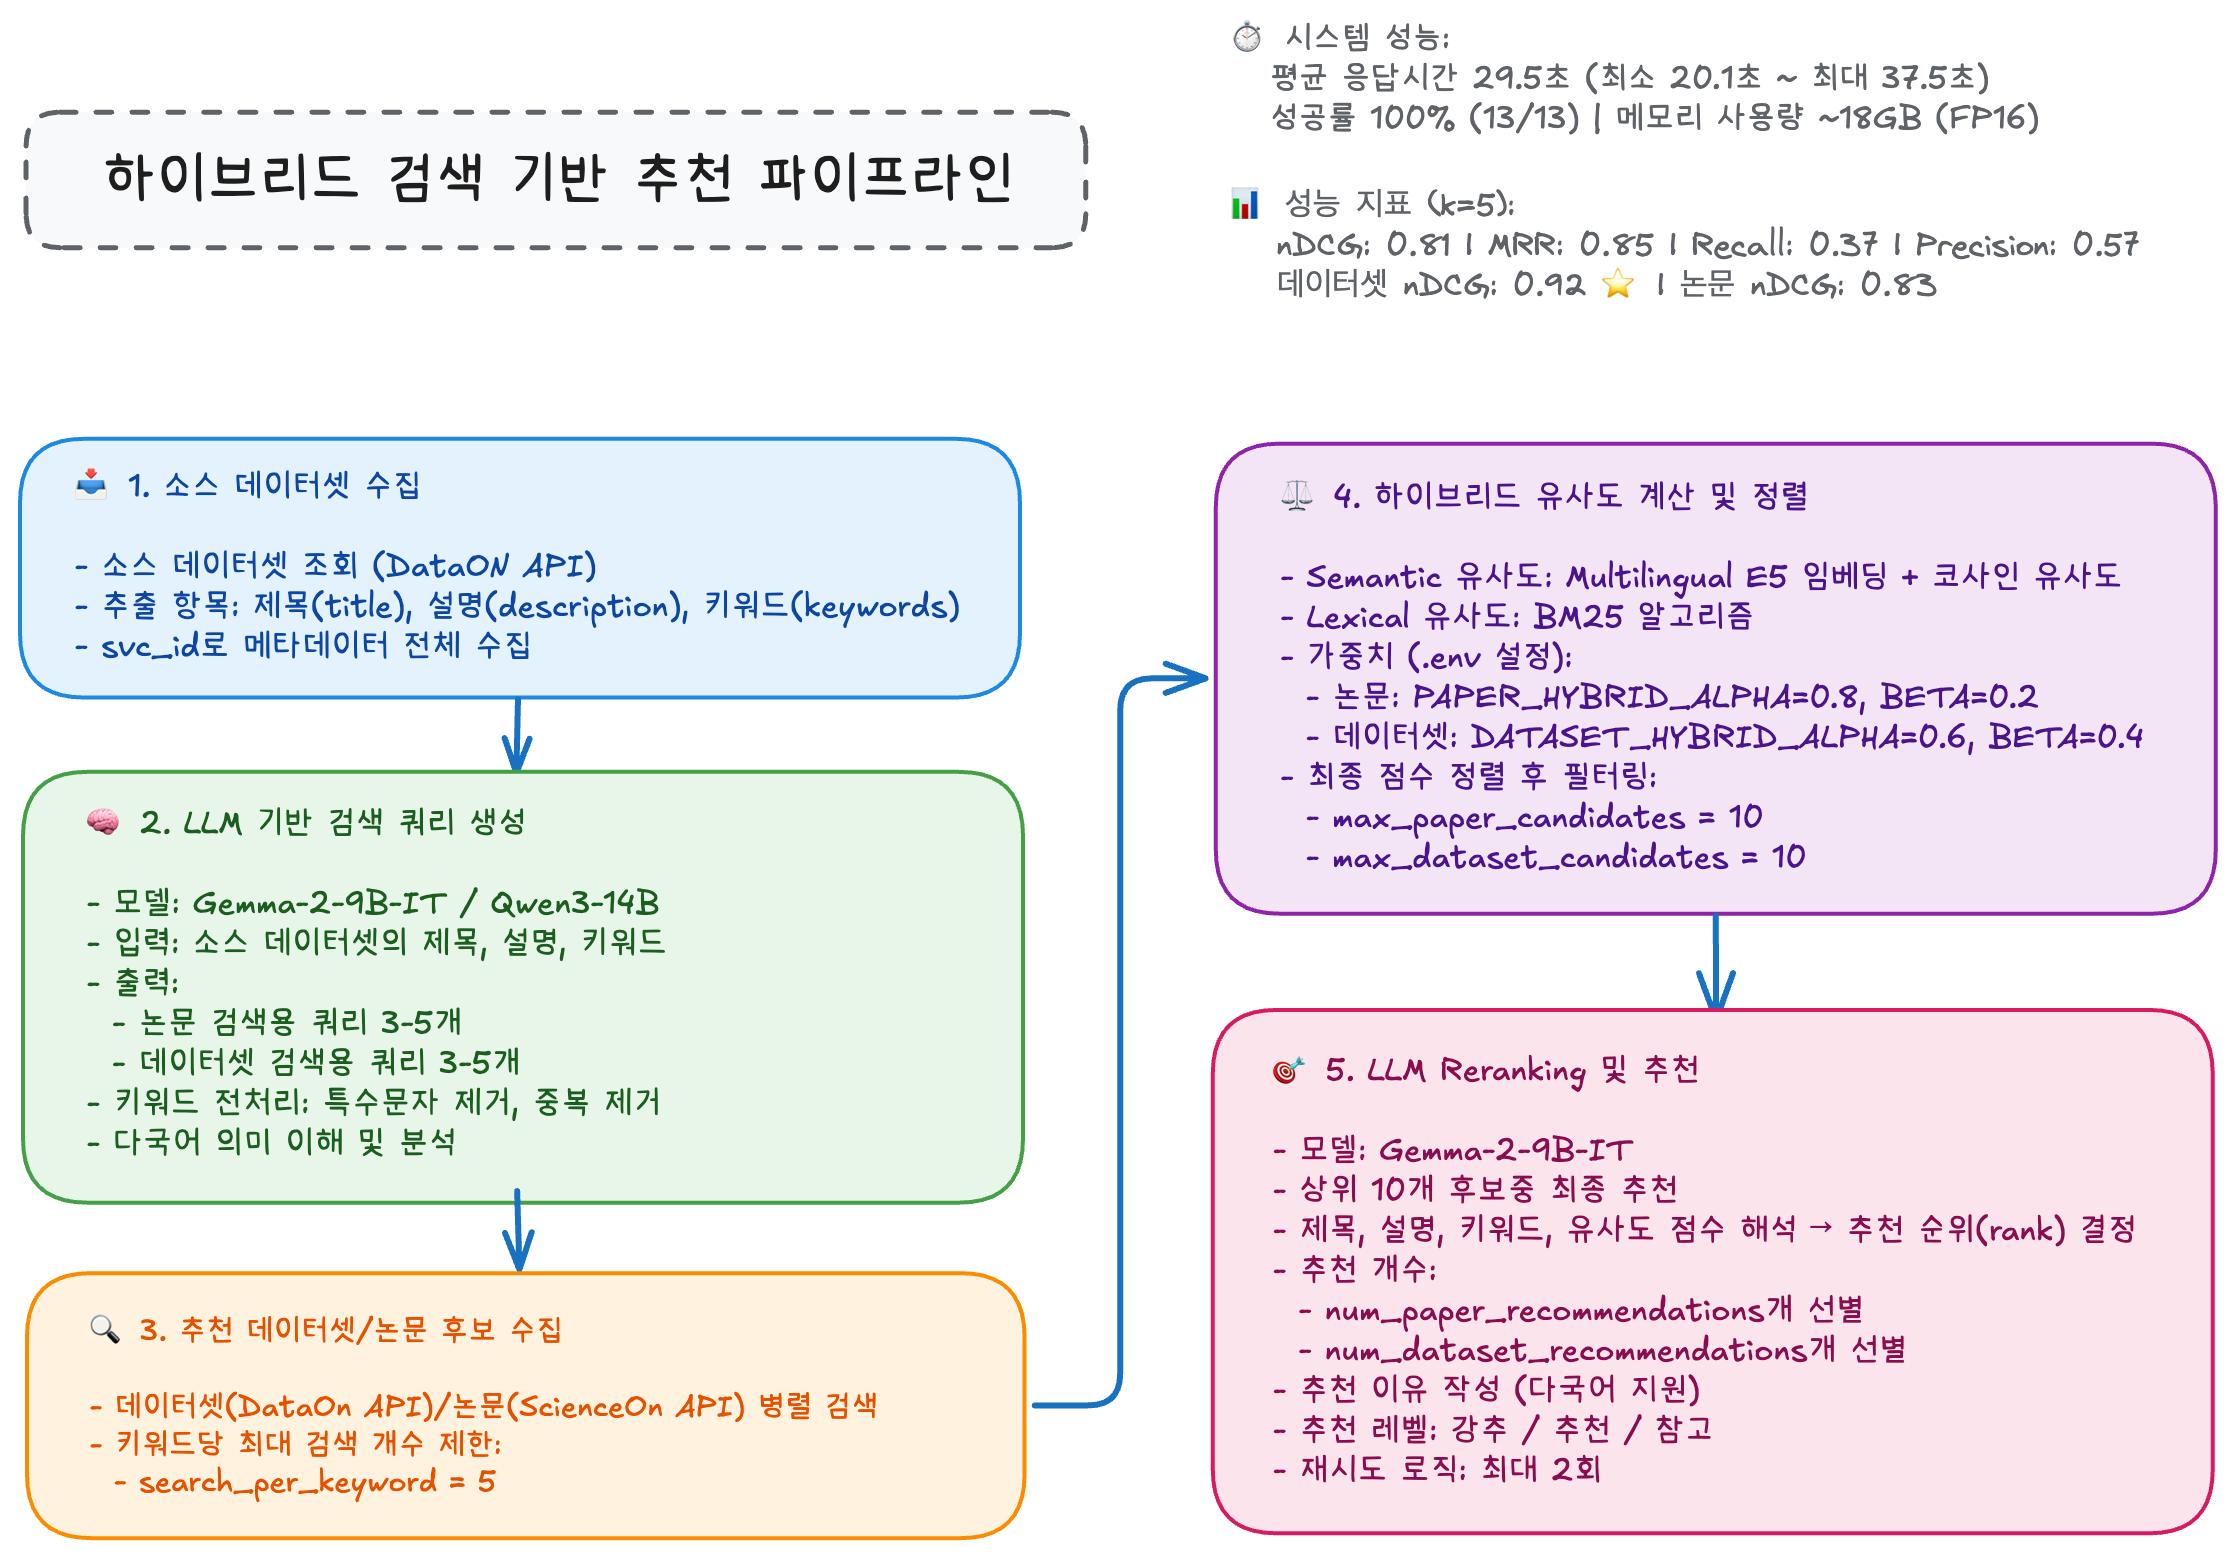 하이브리드 검색 기반 추천 파이프라인
⏱ 시스템 성능:
평균 응답시간 29.5초 (최소 20.1초 ~ 최대 37.5초)
성공률 100% (13/13) | 메모리 사용량 ~18GB (FP16)
📊 성능 지표 (k=5):
nDCG: 0.81 | MRR: 0.85 | Recall: 0.37 | Precision: 0.57
데이터셋 nDCG: 0.92 ⭐ | 논문 nDCG: 0.83
📥 1. 소스 데이터셋 수집
- 소스 데이터셋 조회 (DataON API)
- 추출 항목: 제목(title), 설명(description), 키워드(keywords)
- svc_id로 메타데이터 전체 수집
🧠 2. LLM 기반 검색 쿼리 생성
- 모델: Gemma-2-9B-IT / Qwen3-14B
- 입력: 소스 데이터셋의 제목, 설명, 키워드
- 출력:
- 논문 검색용 쿼리 3-5개
- 데이터셋 검색용 쿼리 3-5개
- 키워드 전처리: 특수문자 제거, 중복 제거
- 다국어 의미 이해 및 분석
🔍 3. 추천 데이터셋/논문 후보 수집
- 데이터셋(DataOn API)/논문(ScienceOn API) 병렬 검색
- 키워드당 최대 검색 개수 제한:
- search_per_keyword = 5
⚖ 4. 하이브리드 유사도 계산 및 정렬
- Semantic 유사도: Multilingual E5 임베딩 + 코사인 유사도
- Lexical 유사도: BM25 알고리즘
- 가중치 (.env 설정):
- 논문: PAPER_HYBRID_ALPHA=0.8, BETA=0.2
- 데이터셋: DATASET_HYBRID_ALPHA=0.6, BETA=0.4
- 최종 점수 정렬 후 필터링:
- max_paper_candidates = 10
- max_dataset_candidates = 10
🎯 5. LLM Reranking 및 추천
- 모델: Gemma-2-9B-IT
- 상위 10개 후보중 최종 추천
- 제목, 설명, 키워드, 유사도 점수 해석 → 추천 순위(rank) 결정
- 추천 개수:
- num_paper_recommendations개 선별
- num_dataset_recommendations개 선별
- 추천 이유 작성 (다국어 지원)
- 추천 레벨: 강추 / 추천 / 참고
- 재시도 로직: 최대 2회